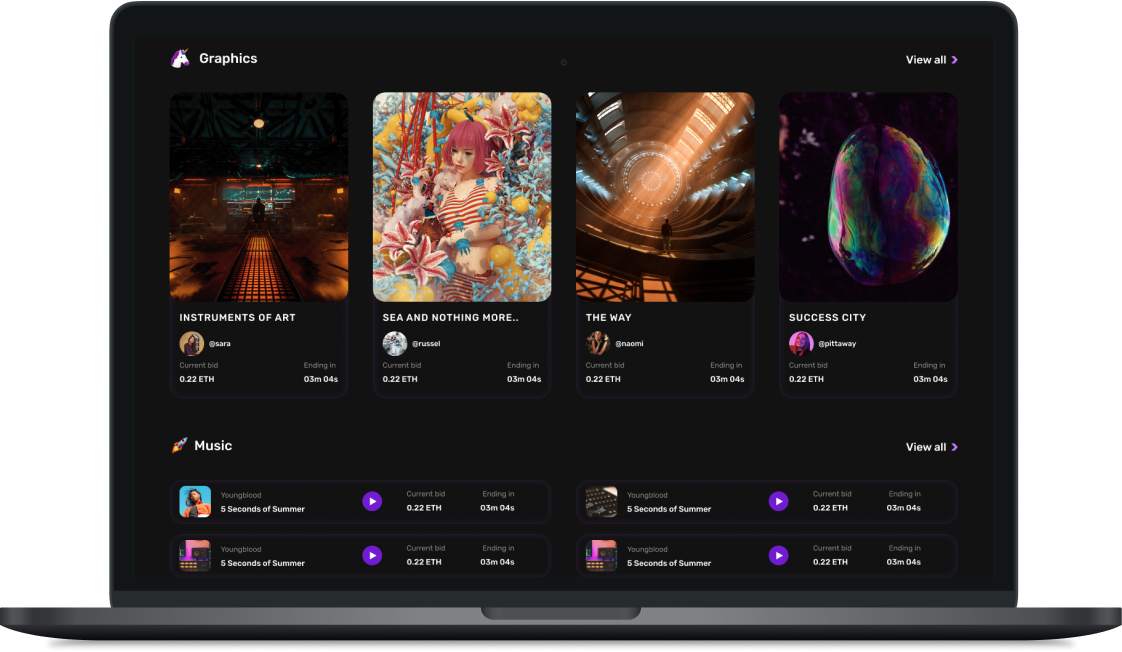 Graphics
View all
INSTRUMENTS OF ART
@sara
Current bid
Ending in
0.22 ETH
03m 04s
SEA AND NOTHING MORE..
@russel
Current bid
Ending in
0.22 ETH
03m 04s
THE WAY
@naomi
Current bid
Ending in
0.22 ETH
03m 04s
SUCCESS CITY
@pittaway
Current bid
Ending in
0.22 ETH
03m 04s
Music
View all
Youngblood
5 Seconds of Summer
Current bid
0.22 ETH
Ending in
03m 04s
Youngblood
5 Seconds of Summer
Current bid
0.22 ETH
Ending in
03m 04s
Youngblood
5 Seconds of Summer
Current bid
0.22 ETH
Ending in
03m 04s
Youngblood
5 Seconds of Summer
Current bid
0.22 ETH
Ending in
03m 04s